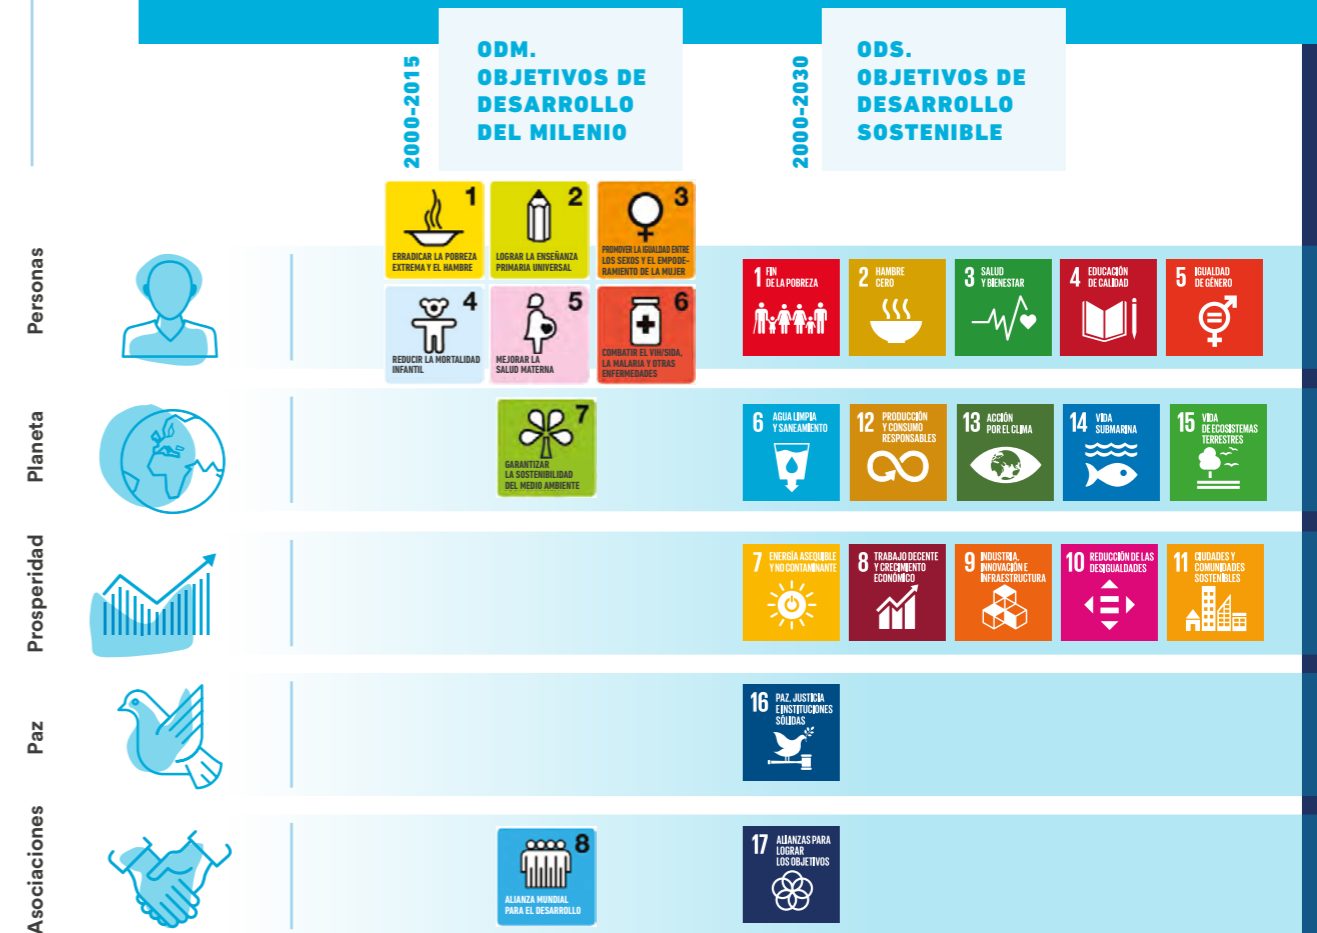 2000-2015
ODM.
OBJETIVOS DE
DESARROLLO
DEL MILENIO
2000-2030
ODS.
OBJETIVOS DE
DESARROLLO
SOSTENIBLE
Personas
1
ERRADICAR LA POBREZA
EXTREMA Y EL HAMBRE
2
LOGRAR LA ENSEÑANZA
PRIMARIA UNIVERSAL
3
PROMOVER LA IGUALDAD ENTRE
LOS SEXOS Y EL EMPODE-
RAMIENTO DE LA MUJER
4
REDUCIR LA MORTALIDAD
INFANTIL
5
MEJORAR LA
SALUD MATERNA
6
COMBATIR EL VIH/SIDA,
LA MALARIA Y OTRAS
ENFERMEDADES
1 FIN
DE LA POBREZA
2 HAMBRE
CERO
3 SALUD
Y BIENESTAR
4 EDUCACIÓN
DE CALIDAD
5 IGUALDAD
DE GÉNERO
Planeta
7
GARANTIZAR
LA SOSTENIBILIDAD
DEL MEDIO AMBIENTE
6 AGUA LIMPIA
Y SANEAMIENTO
12 PRODUCCIÓN
Y CONSUMO
RESPONSABLES
13 ACCIÓN
POR EL CLIMA
14 VIDA
SUBMARINA
15 VIDA
DE ECOSISTEMAS
TERRESTRES
Prosperidad
7 ENERGÍA ASEQUIBLE
Y NO CONTAMINANTE
8 TRABAJO DECENTE
Y CRECIMIENTO
ECONÓMICO
9 INDUSTRIA,
INNOVACIÓN E
INFRAESTRUCTURA
10 REDUCCIÓN DE LAS
DESIGUALDADES
11 CIUDADES Y
COMUNIDADES
SOSTENIBLES
Paz
16 PAZ, JUSTICIA
E INSTITUCIONES
SÓLIDAS
Asociaciones
8
ALIANZA MUNDIAL
PARA EL DESARROLLO
17 ALIANZAS PARA
LOGRAR
LOS OBJETIVOS